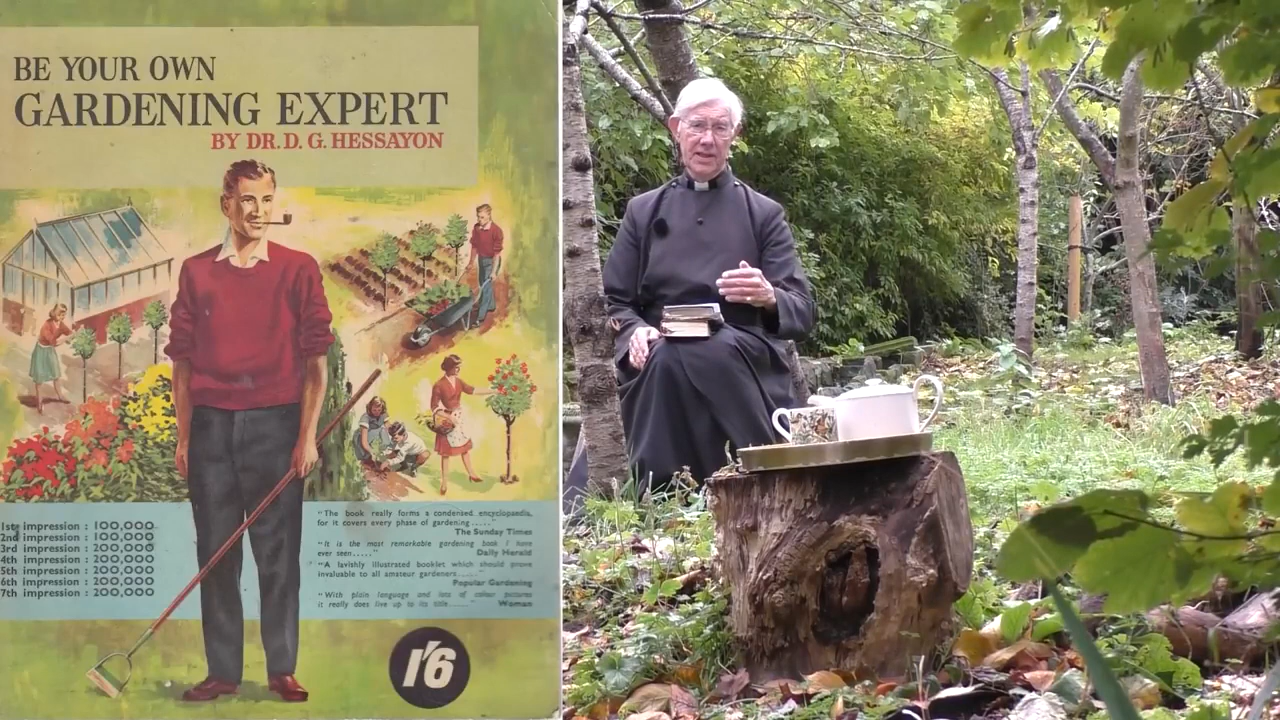 BE YOUR OWN
GARDENING EXPERT
BY DR. D. G. HESSAYON
1st impression : 100,000
2nd impression : 100,000
3rd impression : 200,000
4th impression : 200,000
5th impression : 200,000
6th impression : 200,000
7th impression : 200,000
"The book really forms a condensed encyclopaedia,
for it covers every phase of gardening ....."
The Sunday Times
"It is the most remarkable gardening book I have
ever seen....."
Daily Herald
"A lavishly illustrated booklet which should prove
invaluable to all amateur gardeners....."
Popular Gardening
"With plain language and lots of colour pictures
it really does live up to its title ....."
Woman
1'6